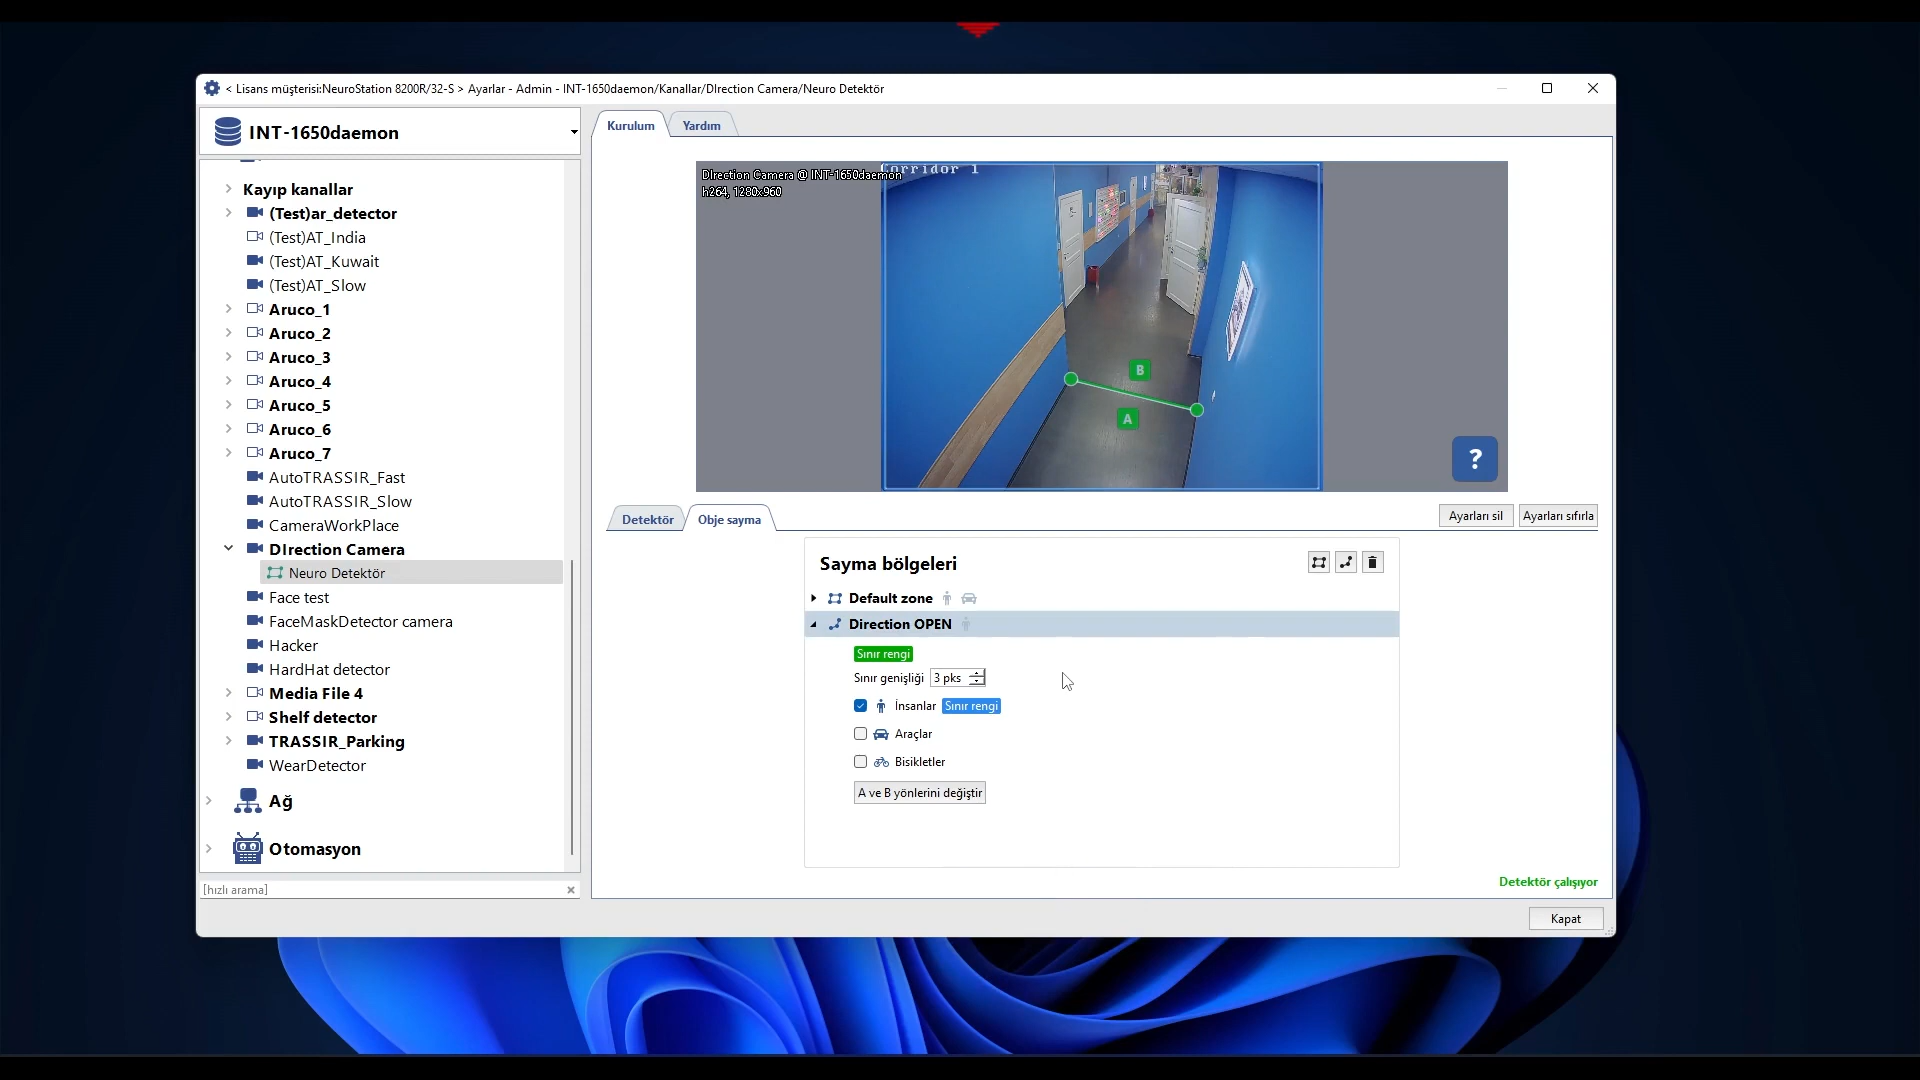 < Lisans müşterisi:NeuroStation 8200R/32-S > Ayarlar - Admin - INT-1650daemon/Kanallar/DIrection Camera/Neuro Detektör
INT-1650daemon
Kayıp kanallar
(Test)ar_detector
(Test)AT_India
(Test)AT_Kuwait
(Test)AT_Slow
Aruco_1
Aruco_2
Aruco_3
Aruco_4
Aruco_5
Aruco_6
Aruco_7
AutoTRASSIR_Fast
AutoTRASSIR_Slow
CameraWorkPlace
DIrection Camera
Neuro Detektör
Face test
FaceMaskDetector camera
Hacker
HardHat detector
Media File 4
Shelf detector
TRASSIR_Parking
WearDetector
Ağ
Otomasyon
[hızlı arama]
Kurulum
Yardım
Corridor 1
DIrection Camera @ INT-1650daemon
h264, 1280x960
B
A
?
Detektör
Obje sayma
Ayarları sil
Ayarları sıfırla
Sayma bölgeleri
Default zone
Direction OPEN
Sınır rengi
Sınır genişliği 3 pks
İnsanlar Sınır rengi
Araçlar
Bisikletler
A ve B yönlerini değiştir
Detektör çalışıyor
Kapat